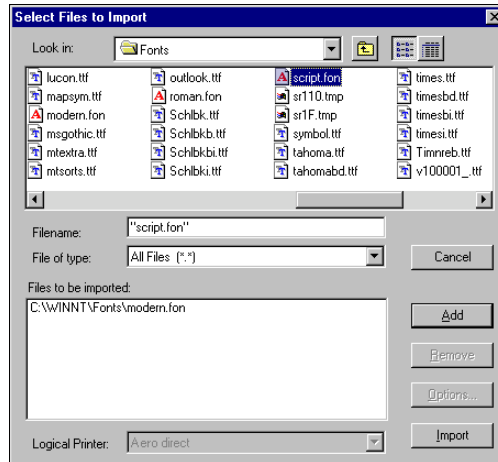 Select Files to Import
Look in: Fonts
lucon.ttf outlook.ttf script.fon times.ttf
mapsym.ttf roman.fon sr110.tmp timesbd.ttf
modern.fon Schlbk.ttf sr1F.tmp timesbi.ttf
msgothic.ttf Schlbkb.ttf symbol.ttf timesi.ttf
mtextra.ttf Schlbkbi.ttf tahoma.ttf Timnreb.ttf
mtsorts.ttf Schlbki.ttf tahomabd.ttf v100001_.ttf
Filename: "script.fon"
File of type: All Files (*.*) Cancel
Files to be imported:
C:\WINNT\Fonts\modern.fon
Add
Remove
Options...
Logical Printer: Aero direct Import